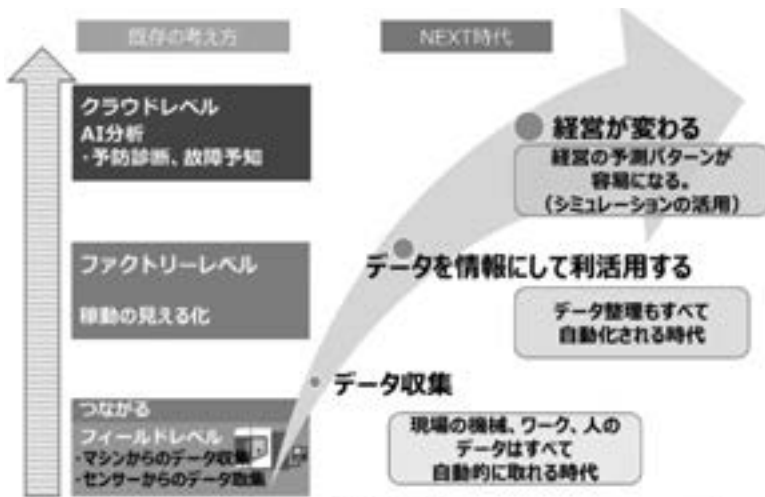 既存の考え方
NEXT時代
クラウドレベル
AI分析
・予防診断、故障予知
経営が変わる
経営の予測パターンが
容易になる。
（シミュレーションの活用）
ファクトリーレベル
稼動の見える化
データを情報にして利活用する
データ整理もすべて
自動化される時代
データ収集
つながる
フィールドレベル
・マシンからのデータ収集
・センサーからのデータ収集
現場の機械、ワーク、人の
データはすべて
自動的に取れる時代